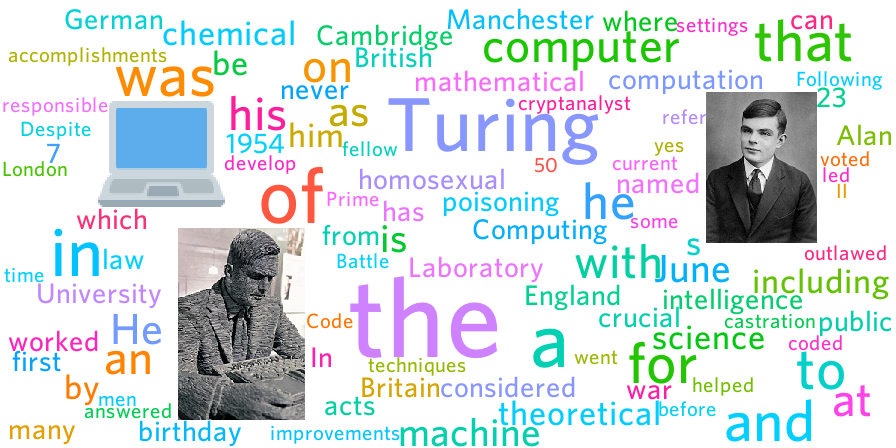 German chemical Cambridge Manchester where settings can
accomplishments was be on British computer that
never mathematical computation Following
responsible his as Turing cryptanalyst 23
Despite 1954 him refer Alan
7 develop fellow 50 yes current voted
London of homosexual Prime named led II
has poisoning he some
which from is Computing s outlawed
in law Battle Laboratory with June including
time University England intelligence
Code the a crucial castration public
worked He In science coded
first an techniques went for to
by men Britain considered war helped at
answered acts theoretical before and
many birthday improvements machine